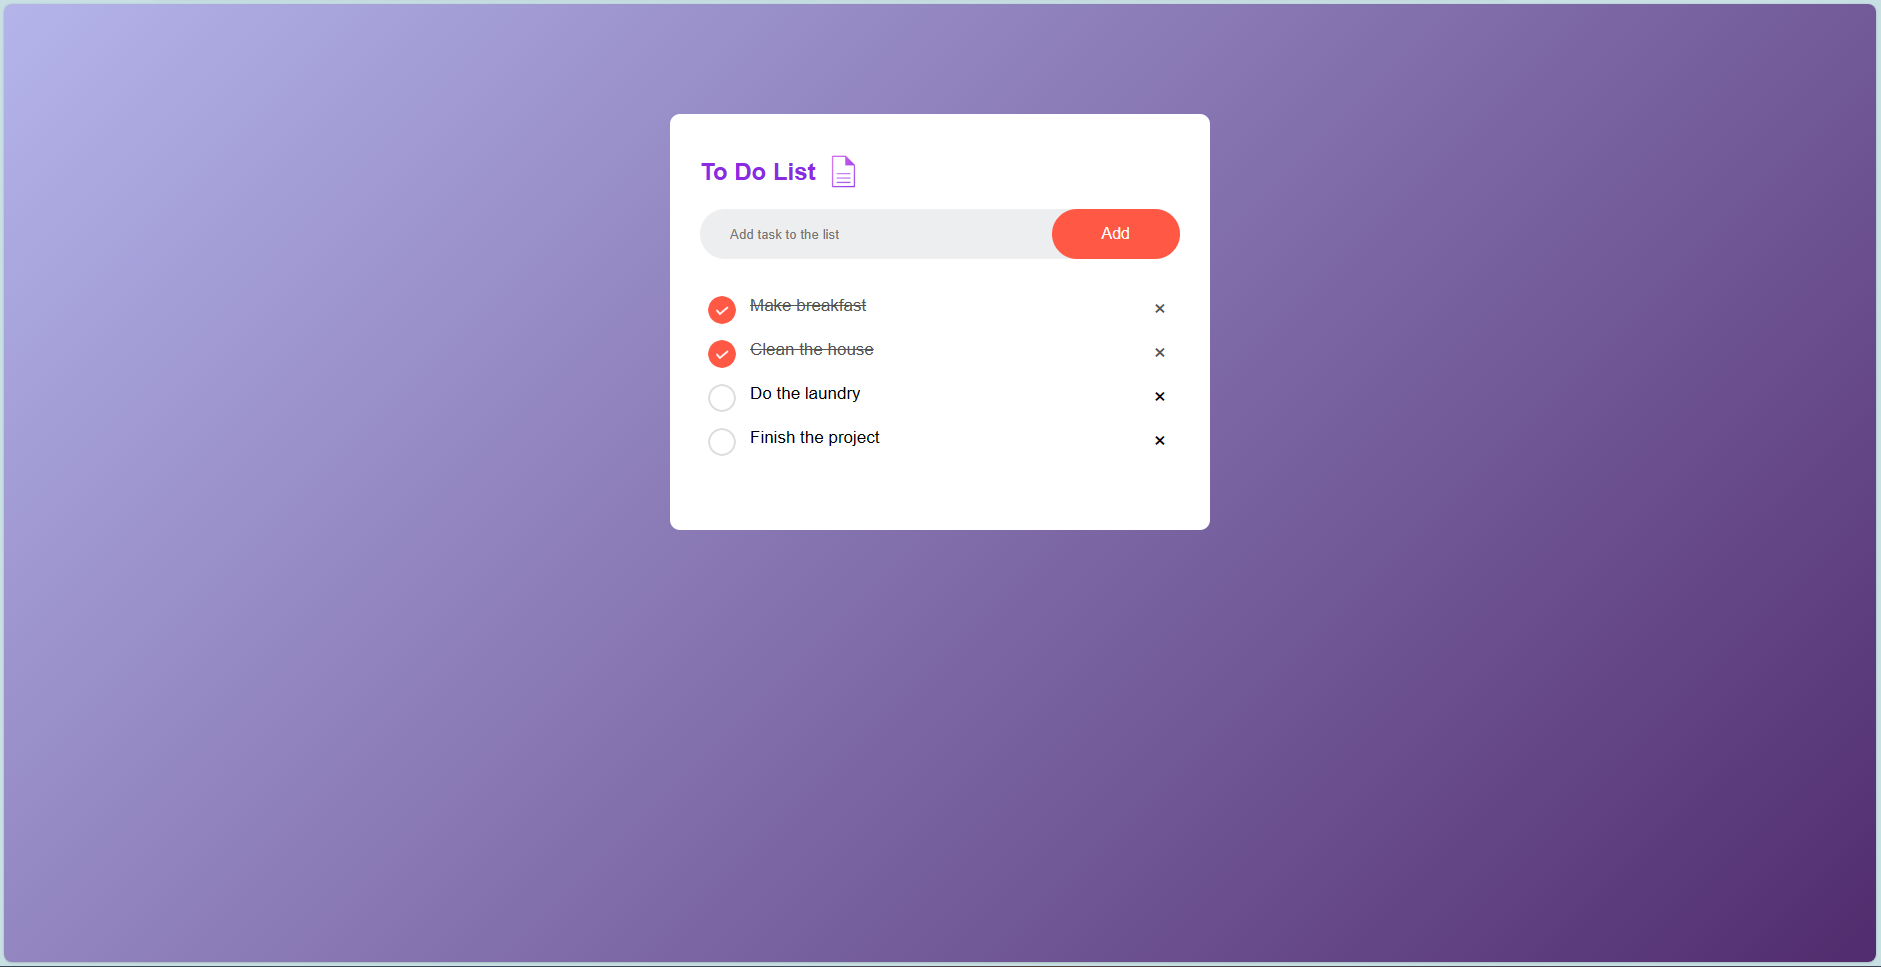 To Do List
Add task to the list
Add
Make breakfast
Clean the house
Do the laundry
Finish the project